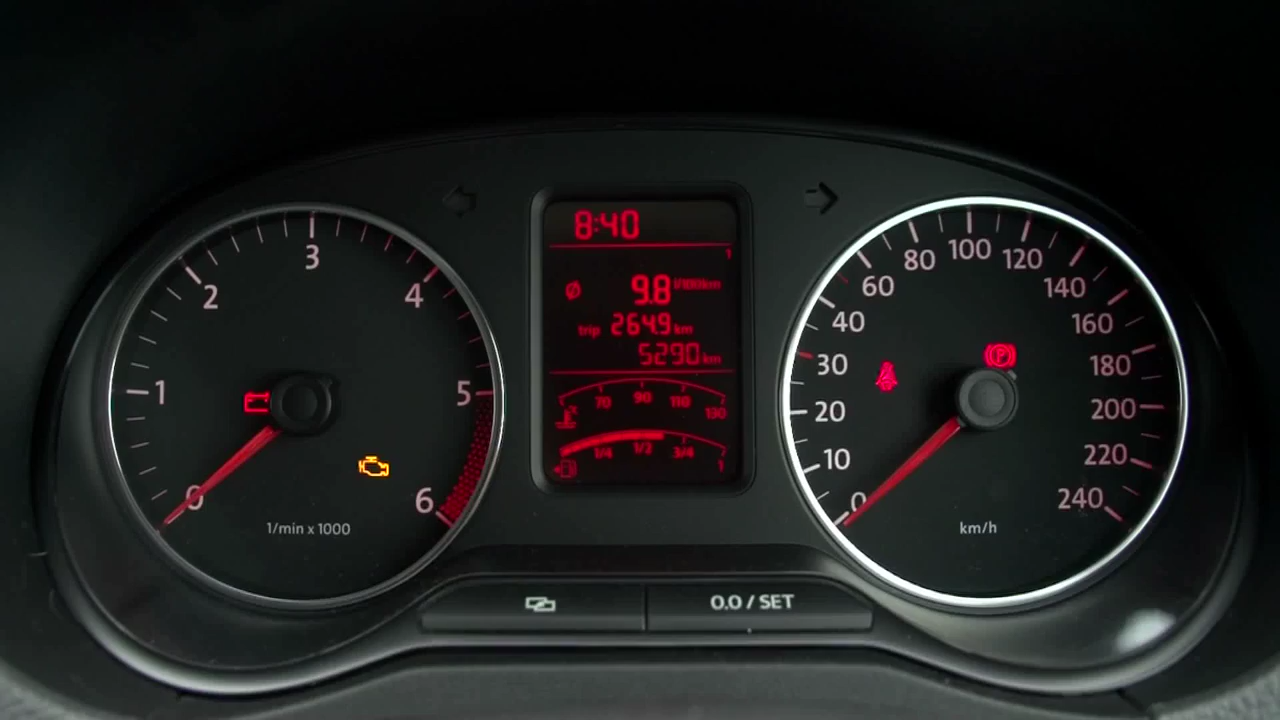 8:40
1
Ø 9.8 l/100km
trip 264.9 km
5290 km
70 90 110 130
1/4 1/2 3/4 1
0 1 2 3 4 5 6
1/min x 1000
0 10 20 30 40 60 80 100 120 140 160 180 200 220 240
P
km/h
0.0 / SET